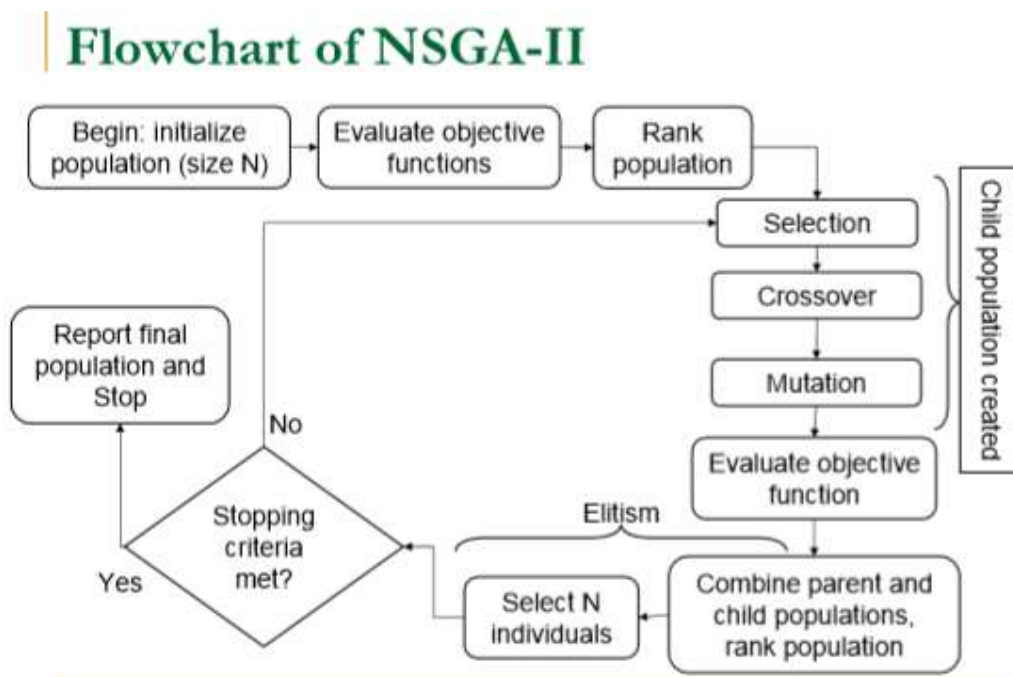 Flowchart of NSGA-II
Begin: initialize
population (size N)
Evaluate objective
functions
Rank
population
Selection
Crossover
Mutation
Child population created
Evaluate objective
function
Elitism
Combine parent and
child populations,
rank population
Select N
individuals
Stopping
criteria
met?
No
Yes
Report final
population and
Stop